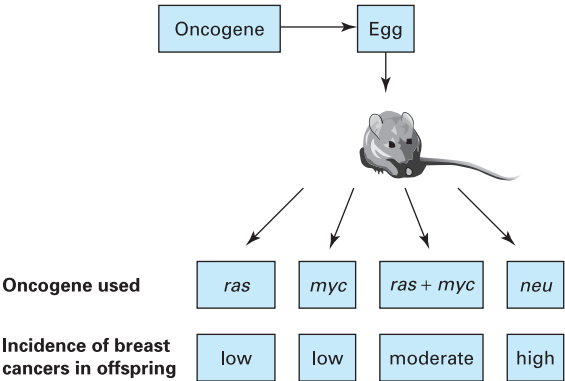 Oncogene Egg
Oncogene used ras myc ras + myc neu
Incidence of breast
cancers in offspring low low moderate high